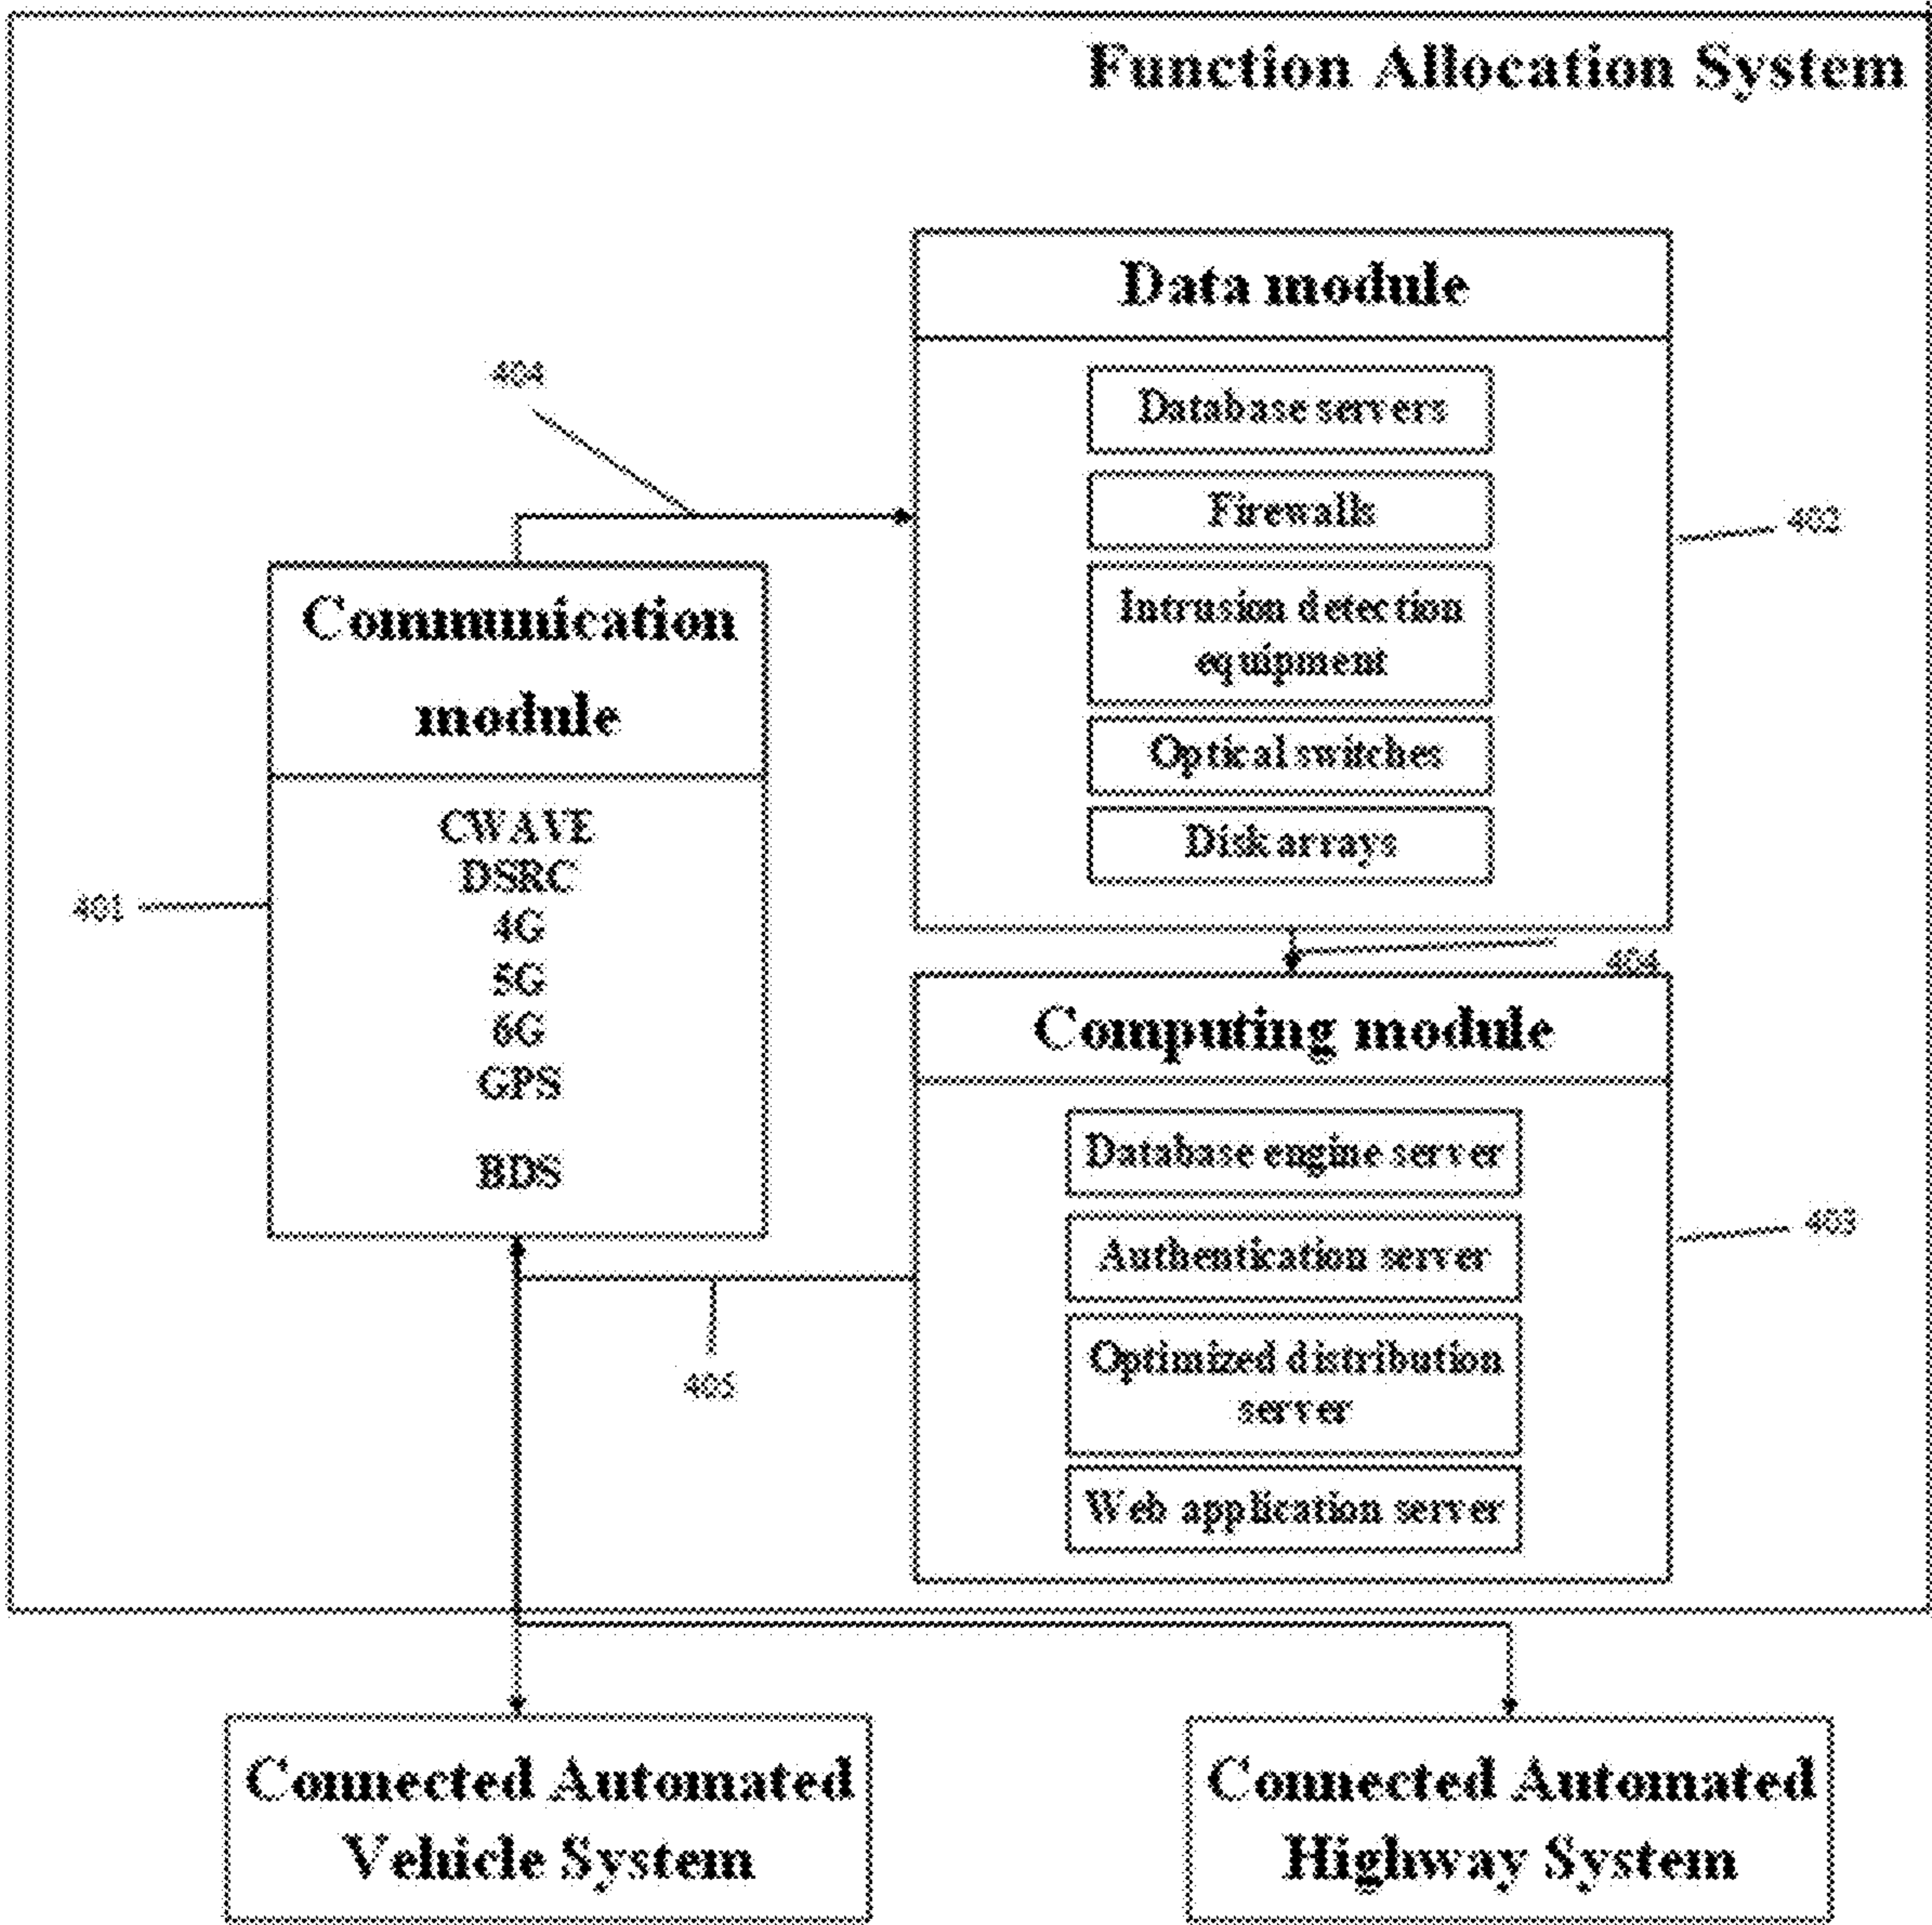 Function Allocation System
Data module
404
Database servers
Firewalls
402
Intrusion detection
equipment
Optical switches
Disk arrays
Communication
module
CWAVE
DSRC
401
4G
5G
6G
GPS
BDS
404
Computing module
Database engine server
Authentication server
403
Optimized distribution
server
Web application server
405
Connected Automated
Vehicle System
Connected Automated
Highway System